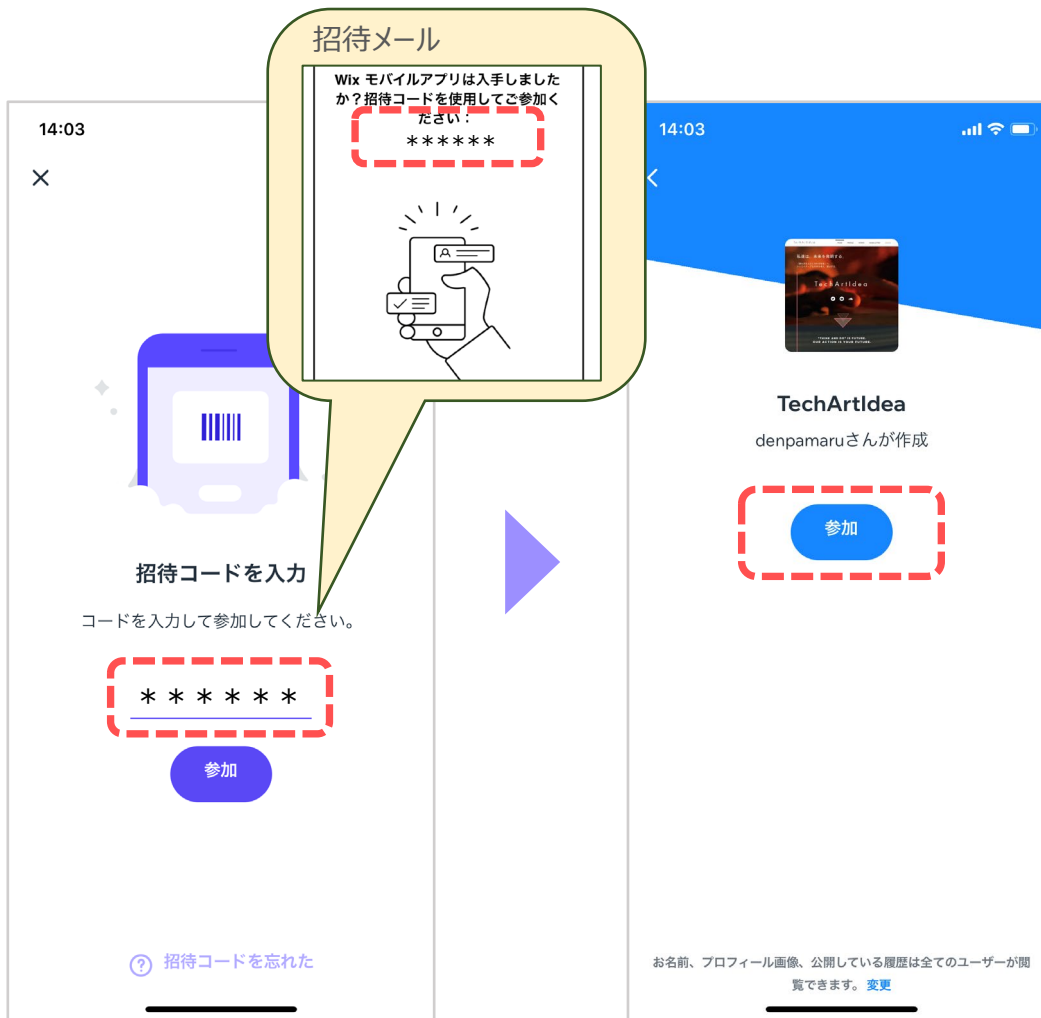 招待メール
Wix モバイルアプリは入手しました
か？招待コードを使用してご参加く
ださい：
******
14:03
招待コードを入力
コードを入力して参加してください。
* * * * * *
参加
招待コードを忘れた
14:03
TechArtIdea
TechArtIdea
denpamaruさんが作成
参加
お名前、プロフィール画像、公開している履歴は全てのユーザーが閲
覧できます。変更